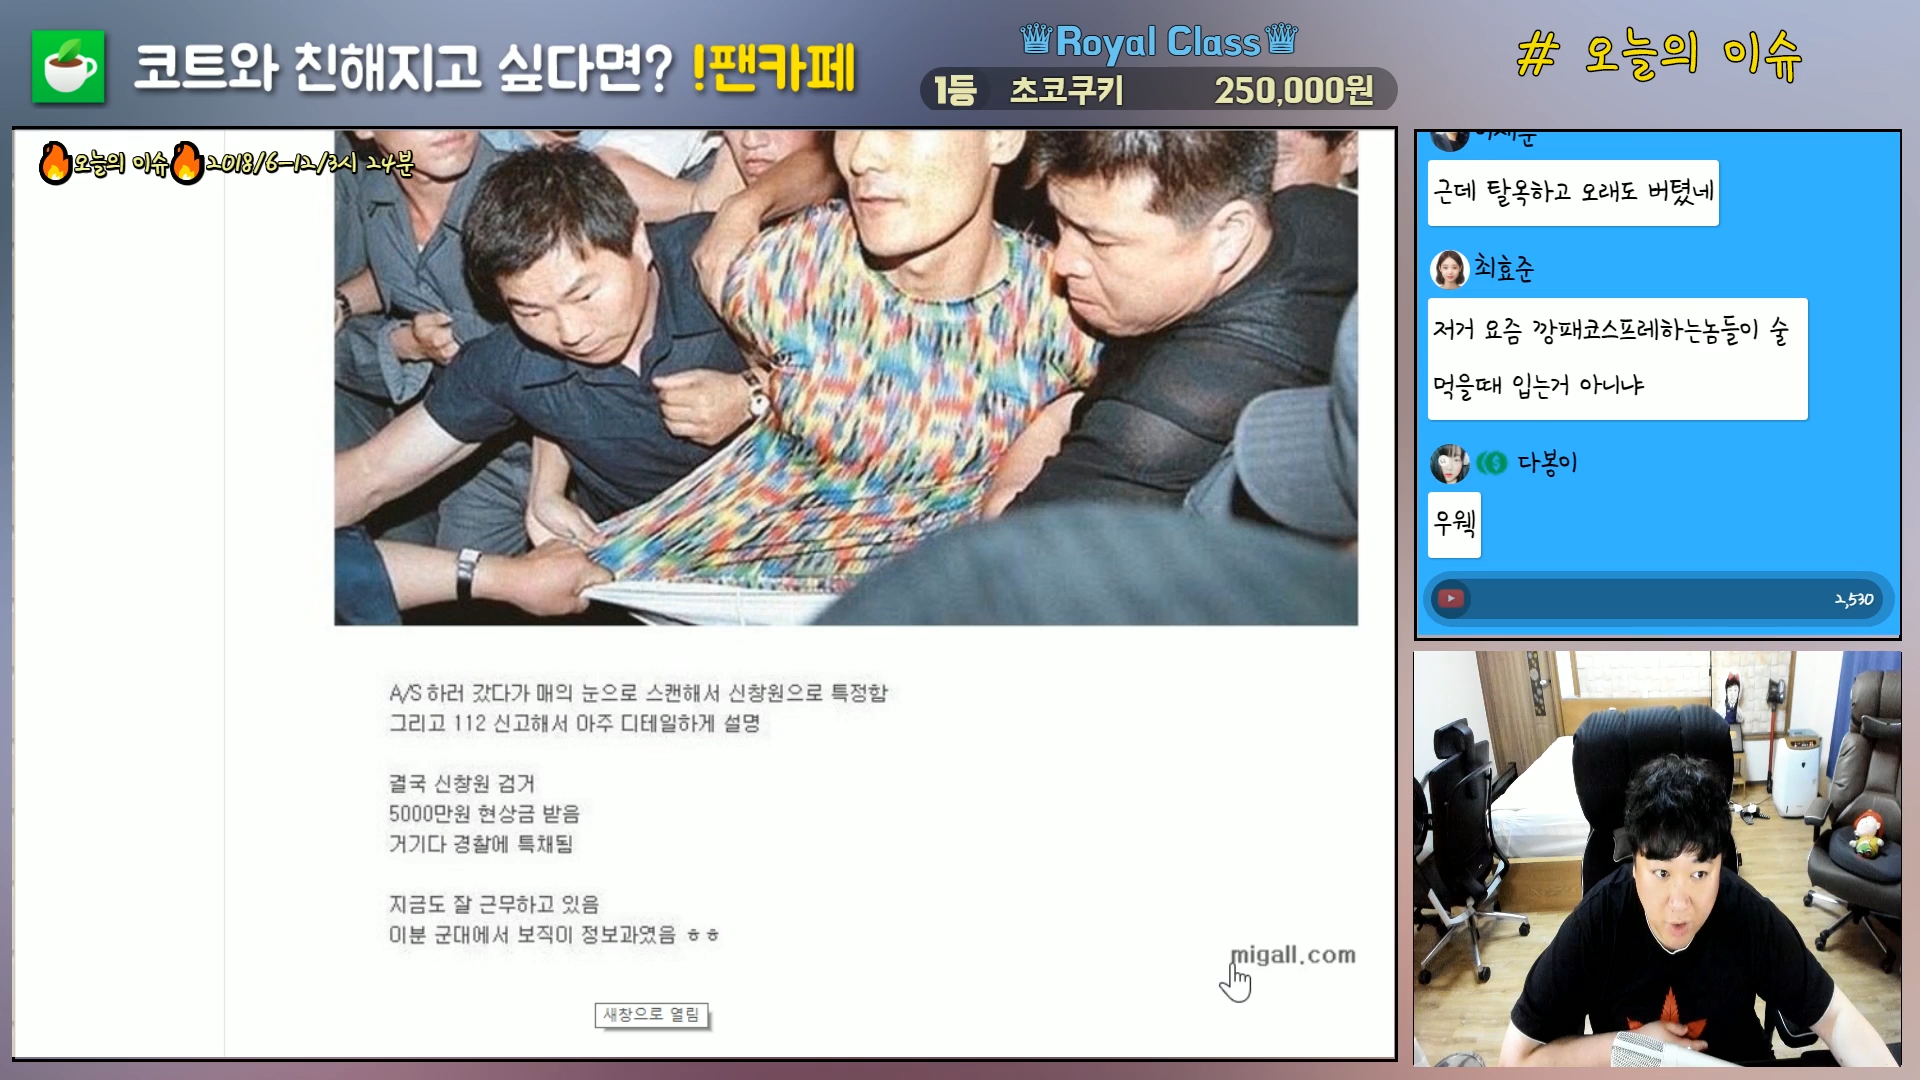 코트와 친해지고 싶다면? !팬카페
Royal Class
1등 초코쿠키 250,000원
# 오늘의 이슈
오늘의 이슈 2018/6-12/3시 24분
근데 탈옥하고 오래도 버텼네
최효준
저거 요즘 깡패코스프레하는놈들이 술
먹을때 입는거 아니냐
다봉이
우웩
2,530
A/S 하러 갔다가 매의 눈으로 스캔해서 신창원으로 특정함
그리고 112 신고해서 아주 디테일하게 설명
결국 신창원 검거
5000만원 현상금 받음
거기다 경찰에 특채됨
지금도 잘 근무하고 있음
이분 군대에서 보직이 정보과였음 ㅎㅎ
migall.com
새창으로 열림